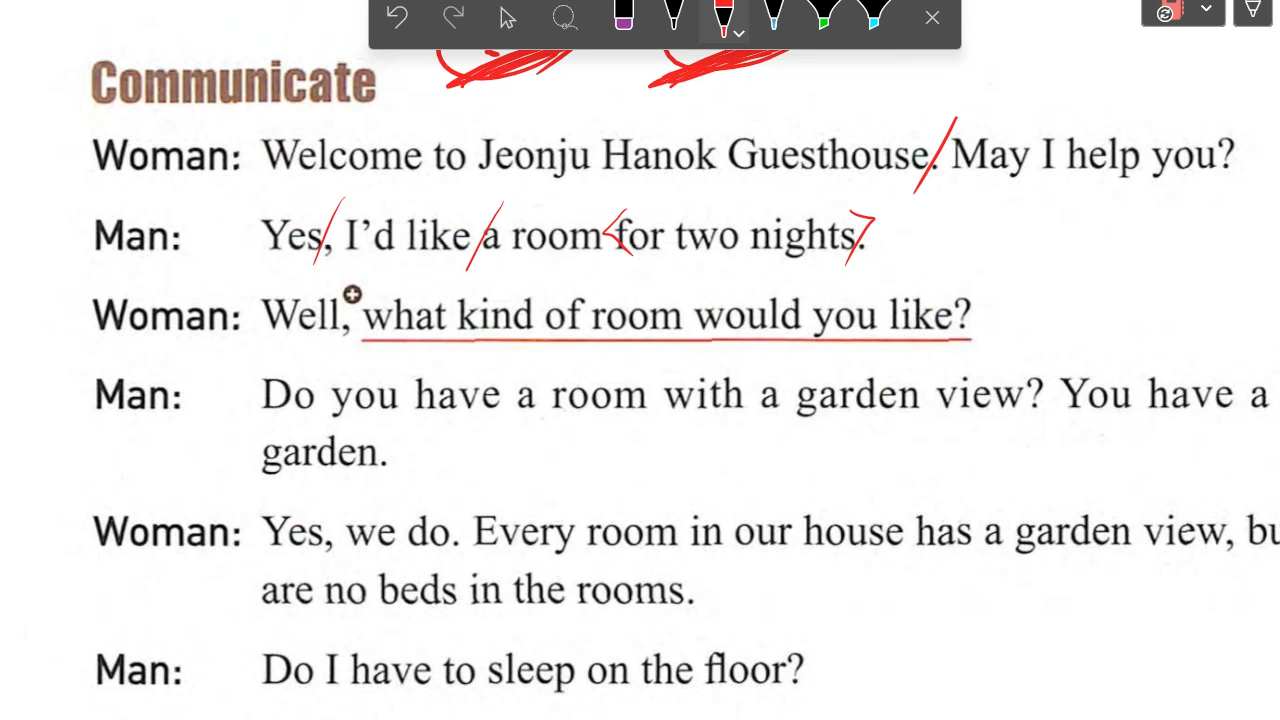 Communicate
Woman: Welcome to Jeonju Hanok Guesthouse. May I help you?
Man: Yes, I'd like a room for two nights.
Woman: Well, what kind of room would you like?
Man: Do you have a room with a garden view? You have a
garden.
Woman: Yes, we do. Every room in our house has a garden view,
are no beds in the rooms.
Man: Do I have to sleep on the floor?